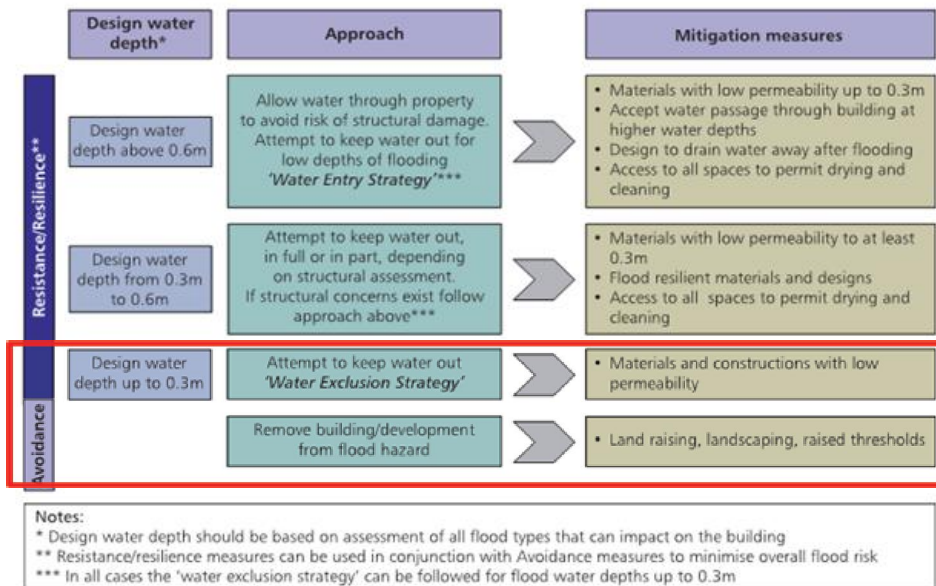 Design water
depth*
Approach
Mitigation measures
Resistance/Resilience**
Design water
depth above 0.6m
Allow water through property
to avoid risk of structural damage.
Attempt to keep water out for
low depths of flooding
'Water Entry Strategy'***
• Materials with low permeability up to 0.3m
• Accept water passage through building at
higher water depths
• Design to drain water away after flooding
• Access to all spaces to permit drying and
cleaning
Design water
depth from 0.3m
to 0.6m
Attempt to keep water out,
in full or in part, depending
on structural assessment.
If structural concerns exist follow
approach above***
• Materials with low permeability to at least
0.3m
• Flood resilient materials and designs
• Access to all spaces to permit drying and
cleaning
Design water
depth up to 0.3m
Attempt to keep water out
'Water Exclusion Strategy'
• Materials and constructions with low
permeability
Avoidance
Remove building/development
from flood hazard
• Land raising, landscaping, raised thresholds
Notes:
* Design water depth should be based on assessment of all flood types that can impact on the building
** Resistance/resilience measures can be used in conjunction with Avoidance measures to minimise overall flood risk
*** In all cases the 'water exclusion strategy' can be followed for flood water depths up to 0.3m